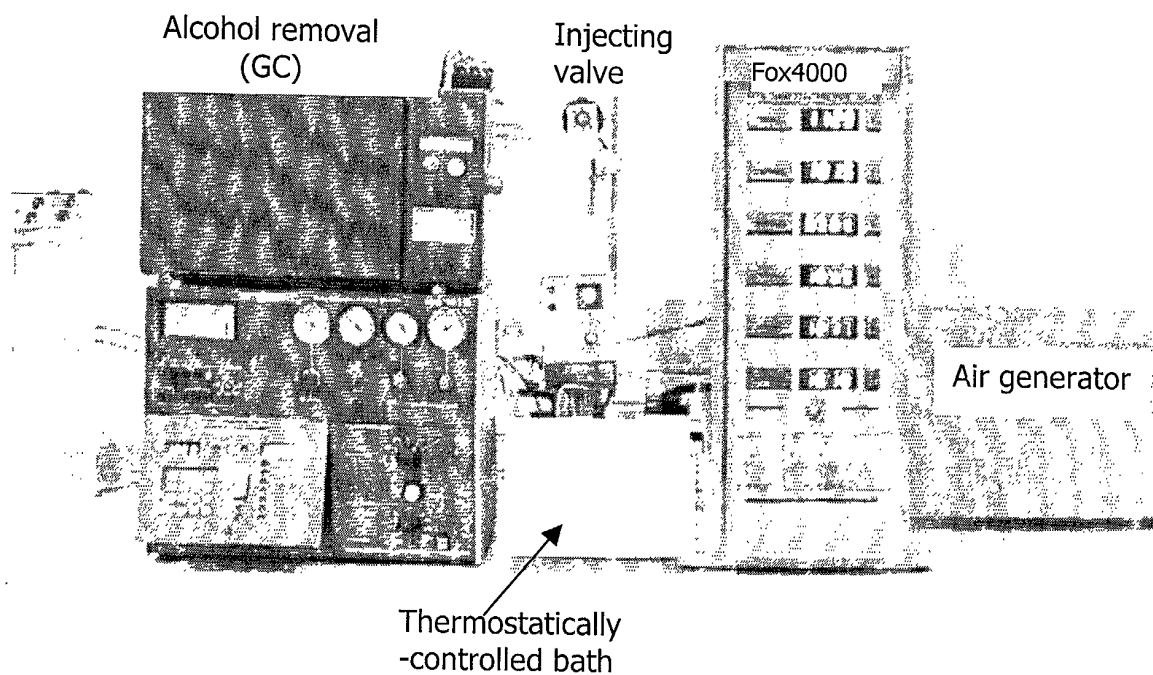 Alcohol removal
(GC)
Injecting
valve
Fox4000
Air generator
Thermostatically
-controlled bath